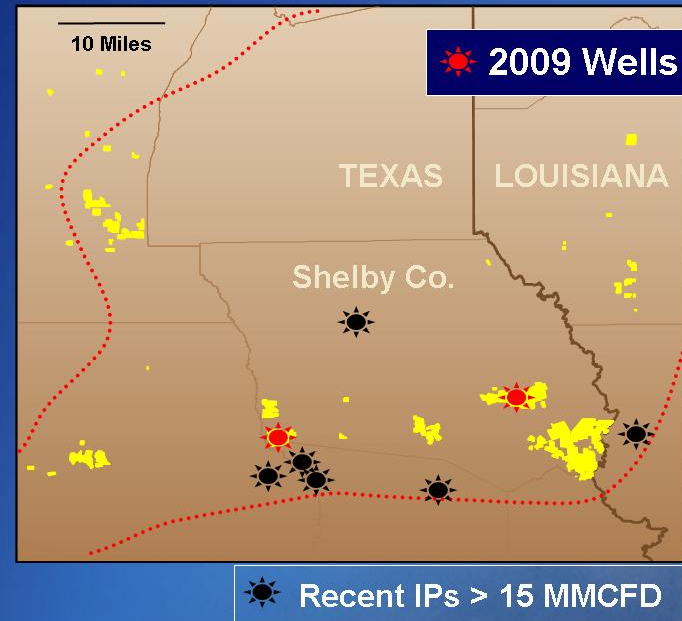 10 Miles
2009 Wells
TEXAS
LOUISIANA
Shelby Co.
Recent IPs > 15 MMCFD